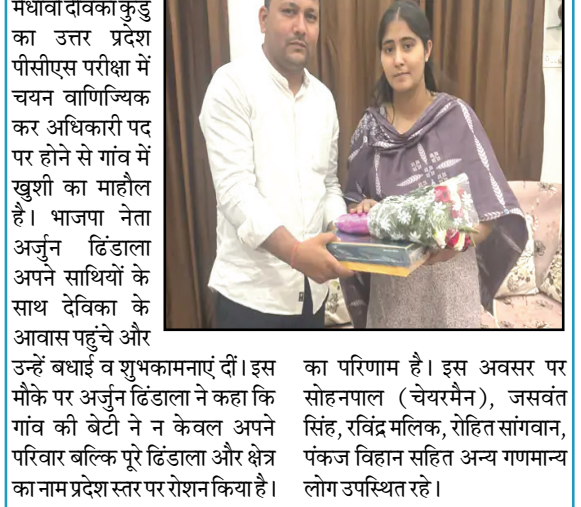 मेधावी देविका कुंडु
का उत्तर प्रदेश
पीसीएस परीक्षा में
चयन वाणिज्यिक
कर अधिकारी पद
पर होने से गांव में
खुशी का माहौल
है। भाजपा नेता
अर्जुन ढिंडाला
अपने साथियों के
साथ देविका के
आवास पहुंचे और
उन्हें बधाई व शुभकामनाएं दीं। इस
मौके पर अर्जुन ढिंडाला ने कहा कि
गांव की बेटी ने न केवल अपने
परिवार बल्कि पूरे ढिंडाला और क्षेत्र
का नाम प्रदेश स्तर पर रोशन किया है।
का परिणाम है। इस अवसर पर
सोहनपाल (चेयरमैन), जसवंत
सिंह, रविंद्र मलिक, रोहित सांगवान,
पंकज विहान सहित अन्य गणमान्य
लोग उपस्थित रहे।